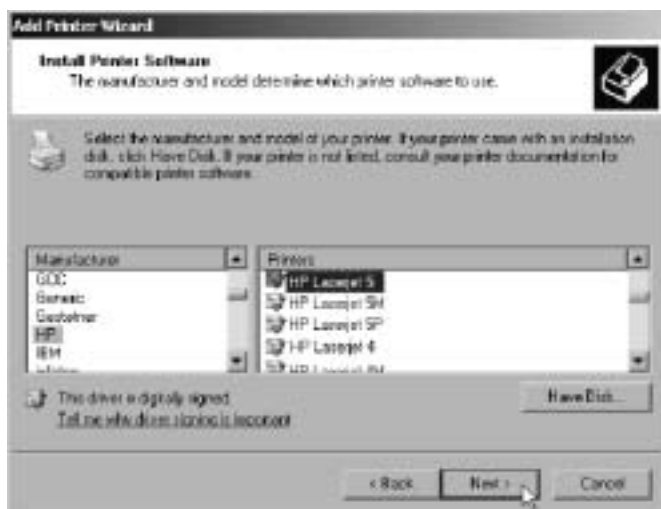 Add Printer Wizard
Install Printer Software
The manufacturer and model determine which printer software to use.
Select the manufacturer and model of your printer. If your printer came with an installation
disk, click Have Disk. If your printer is not listed, consult your printer documentation for
compatible printer software.
Manufacturer
GCC
Generic
Gestetner
HP
IBM
Printers
HP LaserJet 5
HP LaserJet 5M
HP LaserJet 5P
HP LaserJet 6
This driver is digitally signed.
Tell me why driver signing is important
Have Disk...
< Back
Next >
Cancel